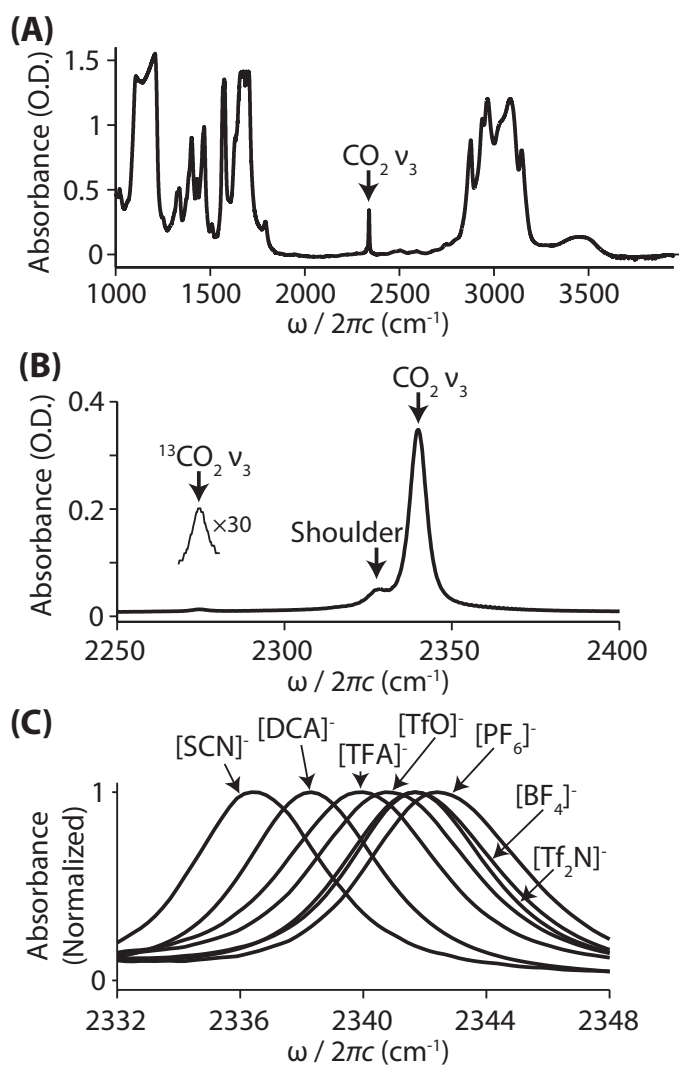 (A)
1.5
1
0.5
0
Absorbance (O.D.)
CO₂ ν₃
1000 1500 2000 2500 3000 3500
ω / 2πc (cm⁻¹)
(B)
CO₂ ν₃
0.4
¹³CO₂ ν₃
0.2
×30
Shoulder
0
Absorbance (O.D.)
2250 2300 2350 2400
ω / 2πc (cm⁻¹)
(C)
[SCN]⁻ [DCA]⁻ [TFA]⁻ [TfO]⁻ [PF₆]⁻
[BF₄]⁻
[Tf₂N]⁻
1
0
Absorbance
(Normalized)
2332 2336 2340 2344 2348
ω / 2πc (cm⁻¹)